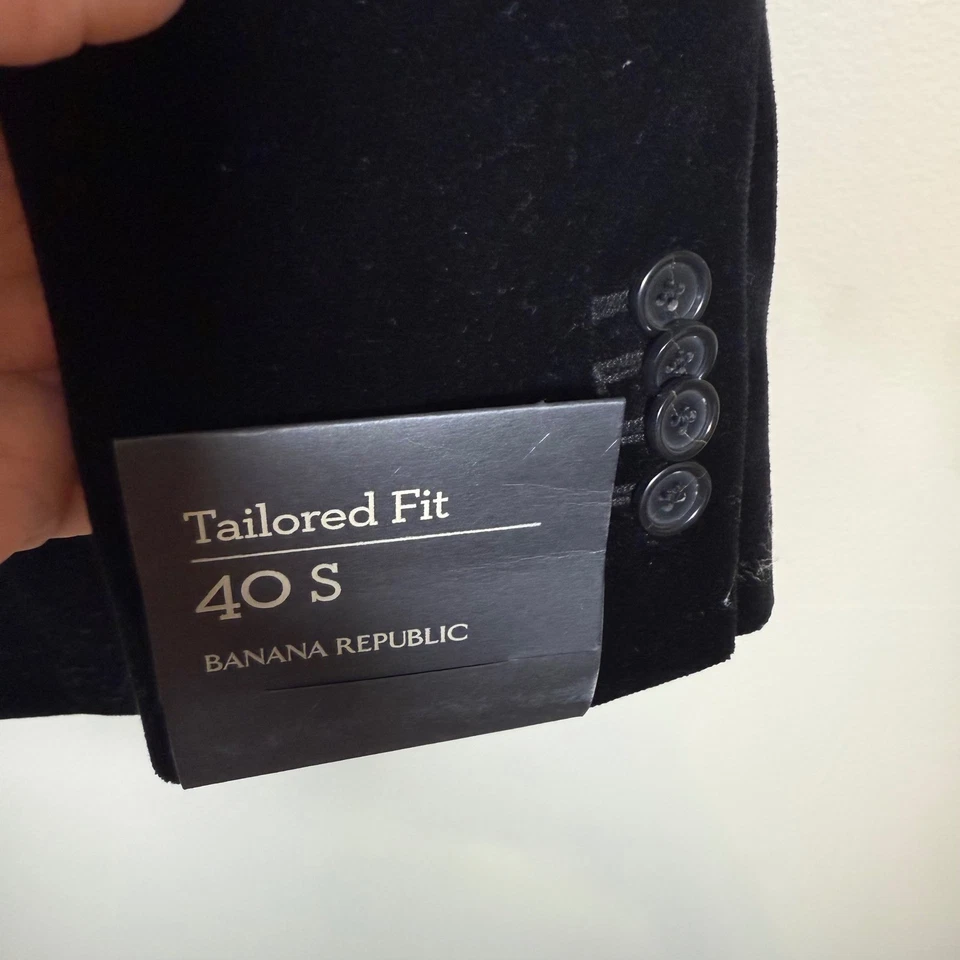 Tailored Fit
40 S
BANANA REPUBLIC